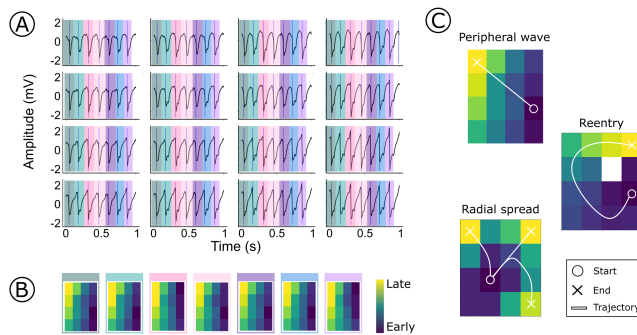 A
Amplitude (mV)
2
0
-2
2
0
-2
2
0
-2
2
0
-2
0 0.5 1
0 0.5 1
0 0.5 1
0 0.5 1
Time (s)
B
Late
Early
C
Peripheral wave
Reentry
Radial spread
Start
End
Trajectory